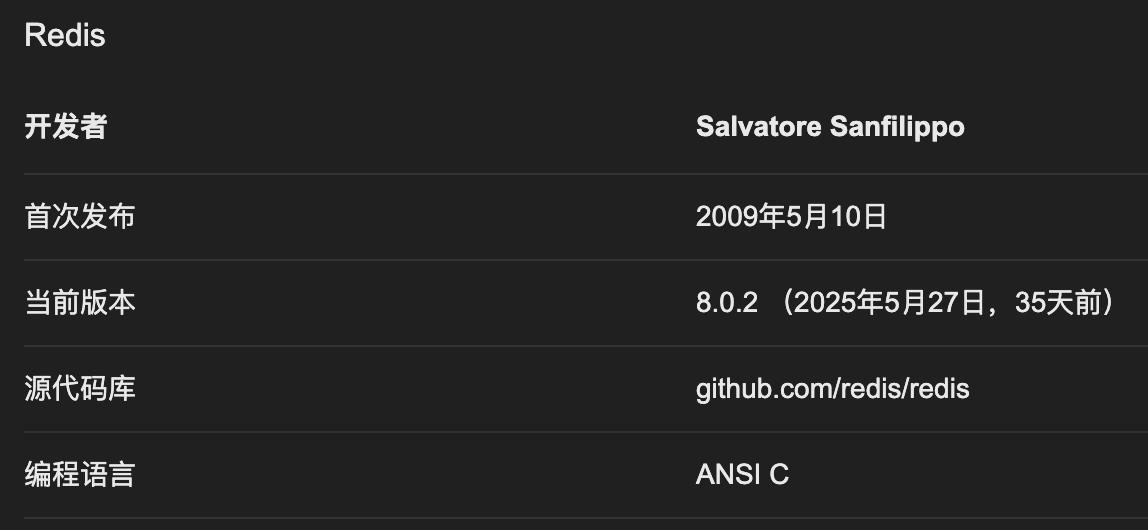 Redis
开发者 Salvatore Sanfilippo
首次发布 2009年5月10日
当前版本 8.0.2 （2025年5月27日，35天前）
源代码库 github.com/redis/redis
编程语言 ANSI C